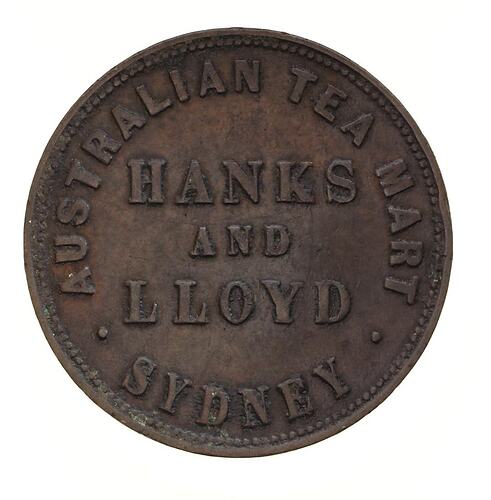 AUSTRALIAN TEA MART
HANKS
AND
LLOYD
· SYDNEY ·